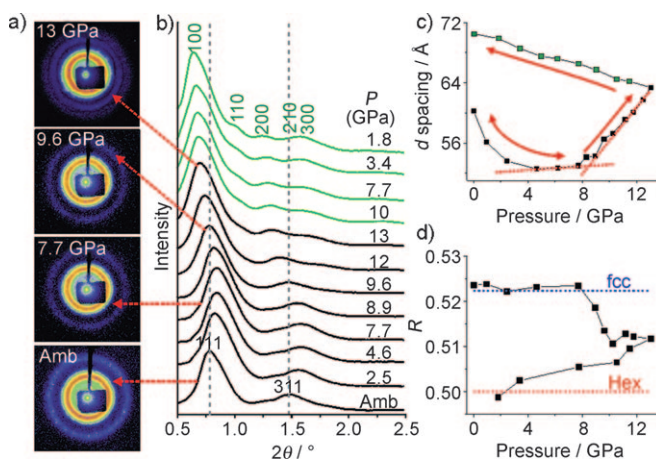 a)
13 GPa
9.6 GPa
7.7 GPa
Amb
b)
100
110
200
210
300
P
(GPa)
1.8
3.4
7.7
10
13
12
9.6
8.9
7.7
4.6
2.5
Amb
111
311
Intensity
0.5 1.0 1.5 2.0 2.5
2θ / °
c)
72
64
56
d spacing / Å
0 4 8 12
Pressure / GPa
d)
0.53
0.52
0.51
0.50
R
fcc
Hex
0 4 8 12
Pressure / GPa